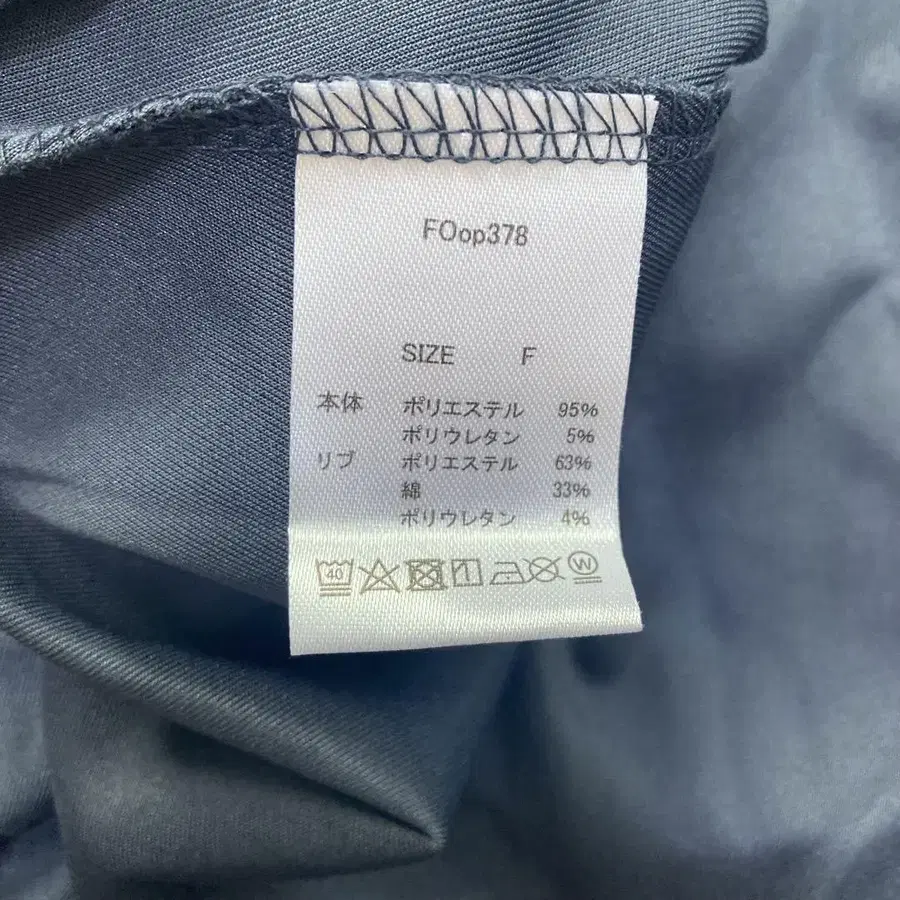 FOop378
SIZE F
本体 ポリエステル 95%
ポリウレタン 5%
リブ ポリエステル 63%
綿 33%
ポリウレタン 4%
40 W